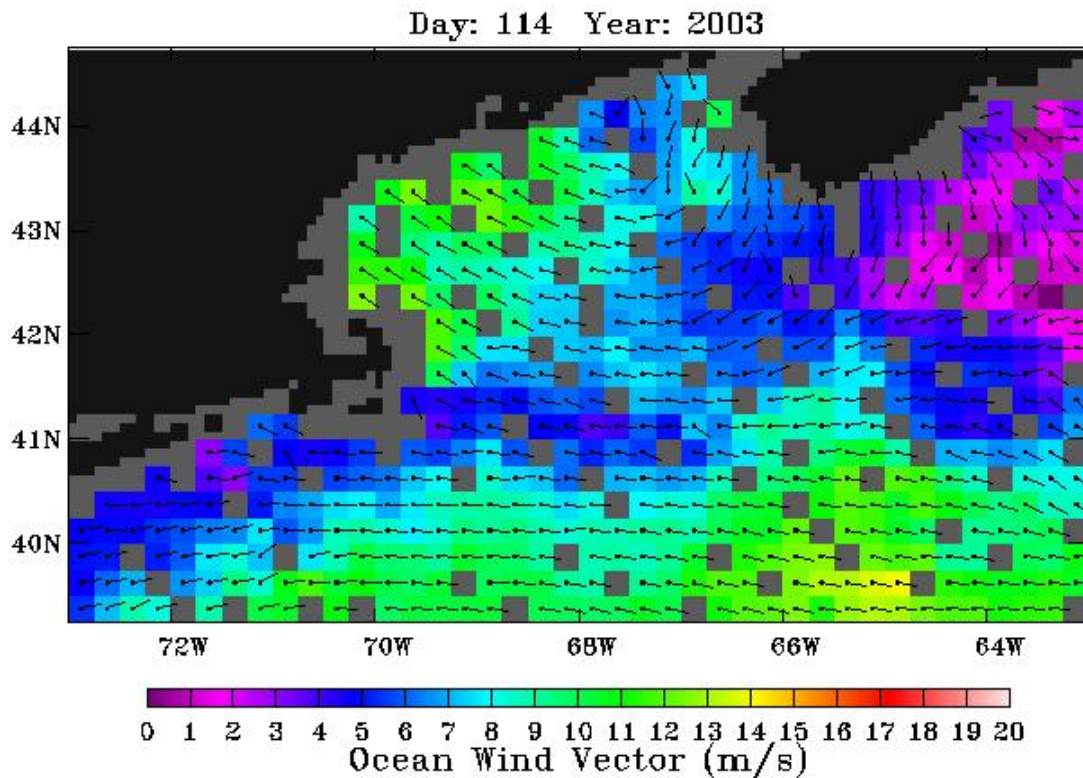 Day: 114 Year: 2003
44N
43N
42N
41N
40N
72W 70W 68W 66W 64W
0 1 2 3 4 5 6 7 8 9 10 11 12 13 14 15 16 17 18 19 20
Ocean Wind Vector (m/s)